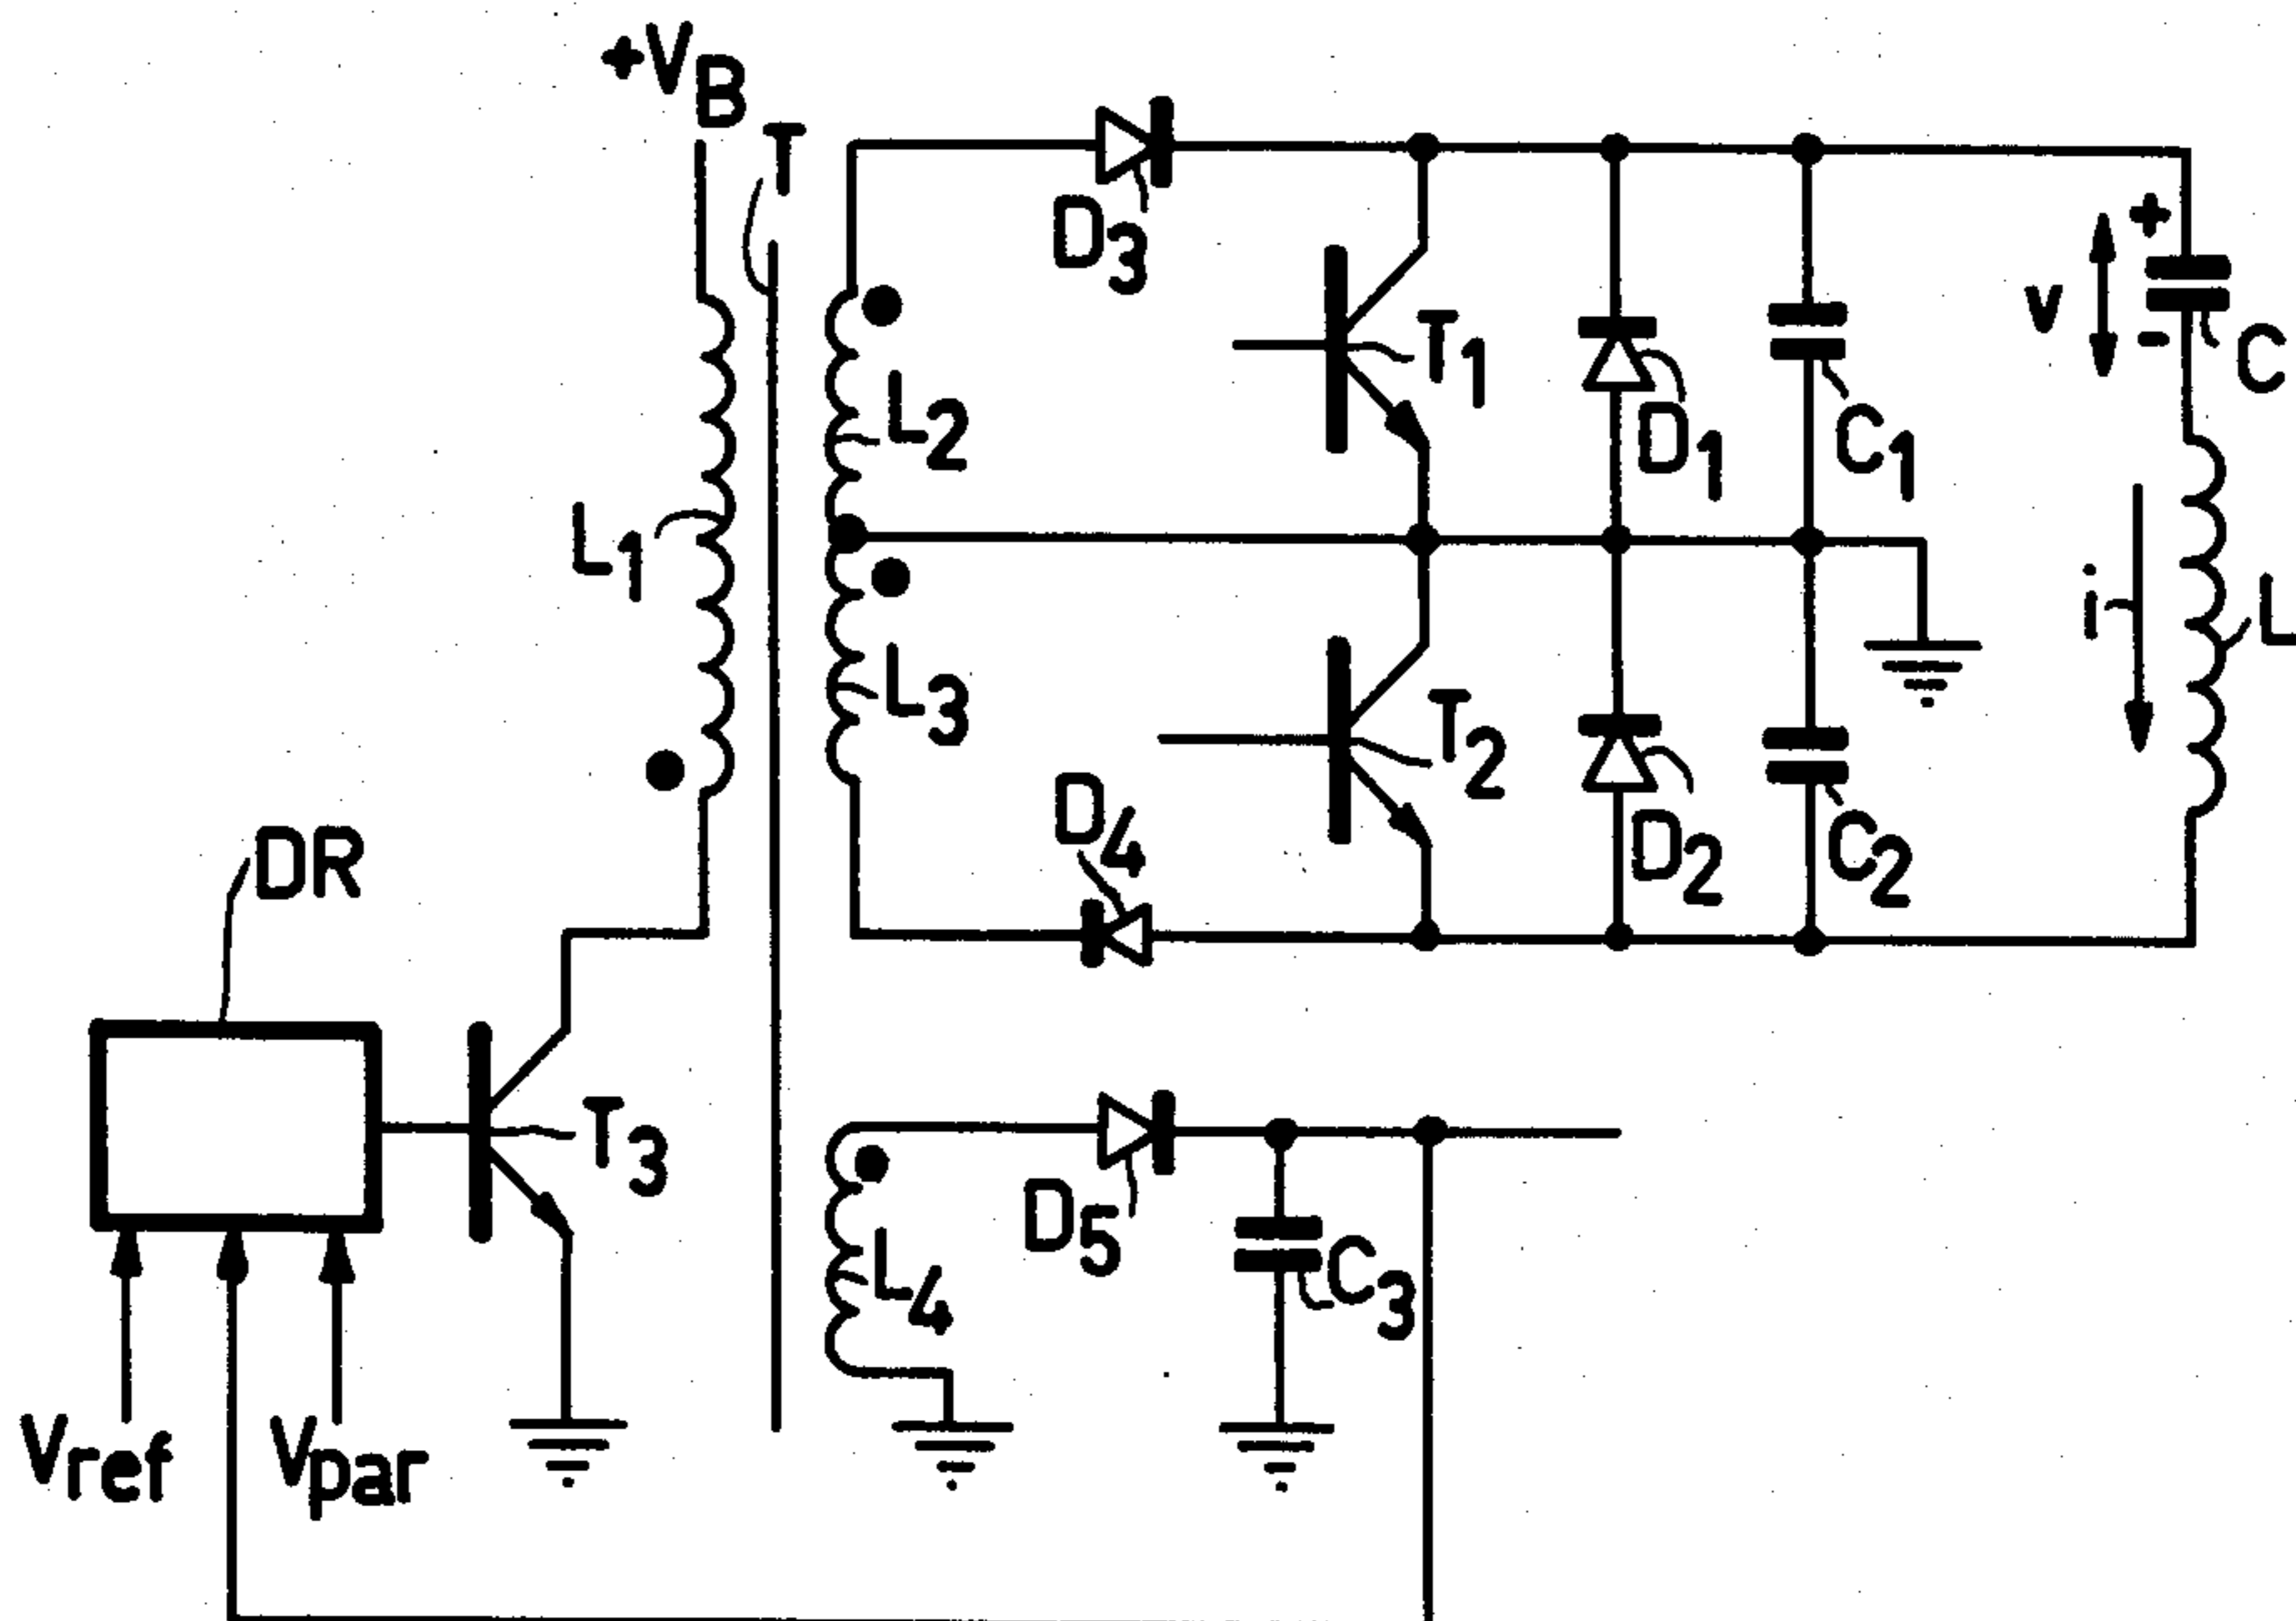 +VB
T
D3
T1
D1
C1
+
v
-
C
L2
L1
L3
i
L
T2
D4
D2
C2
DR
T3
D5
L4
C3
Vref
Vpar